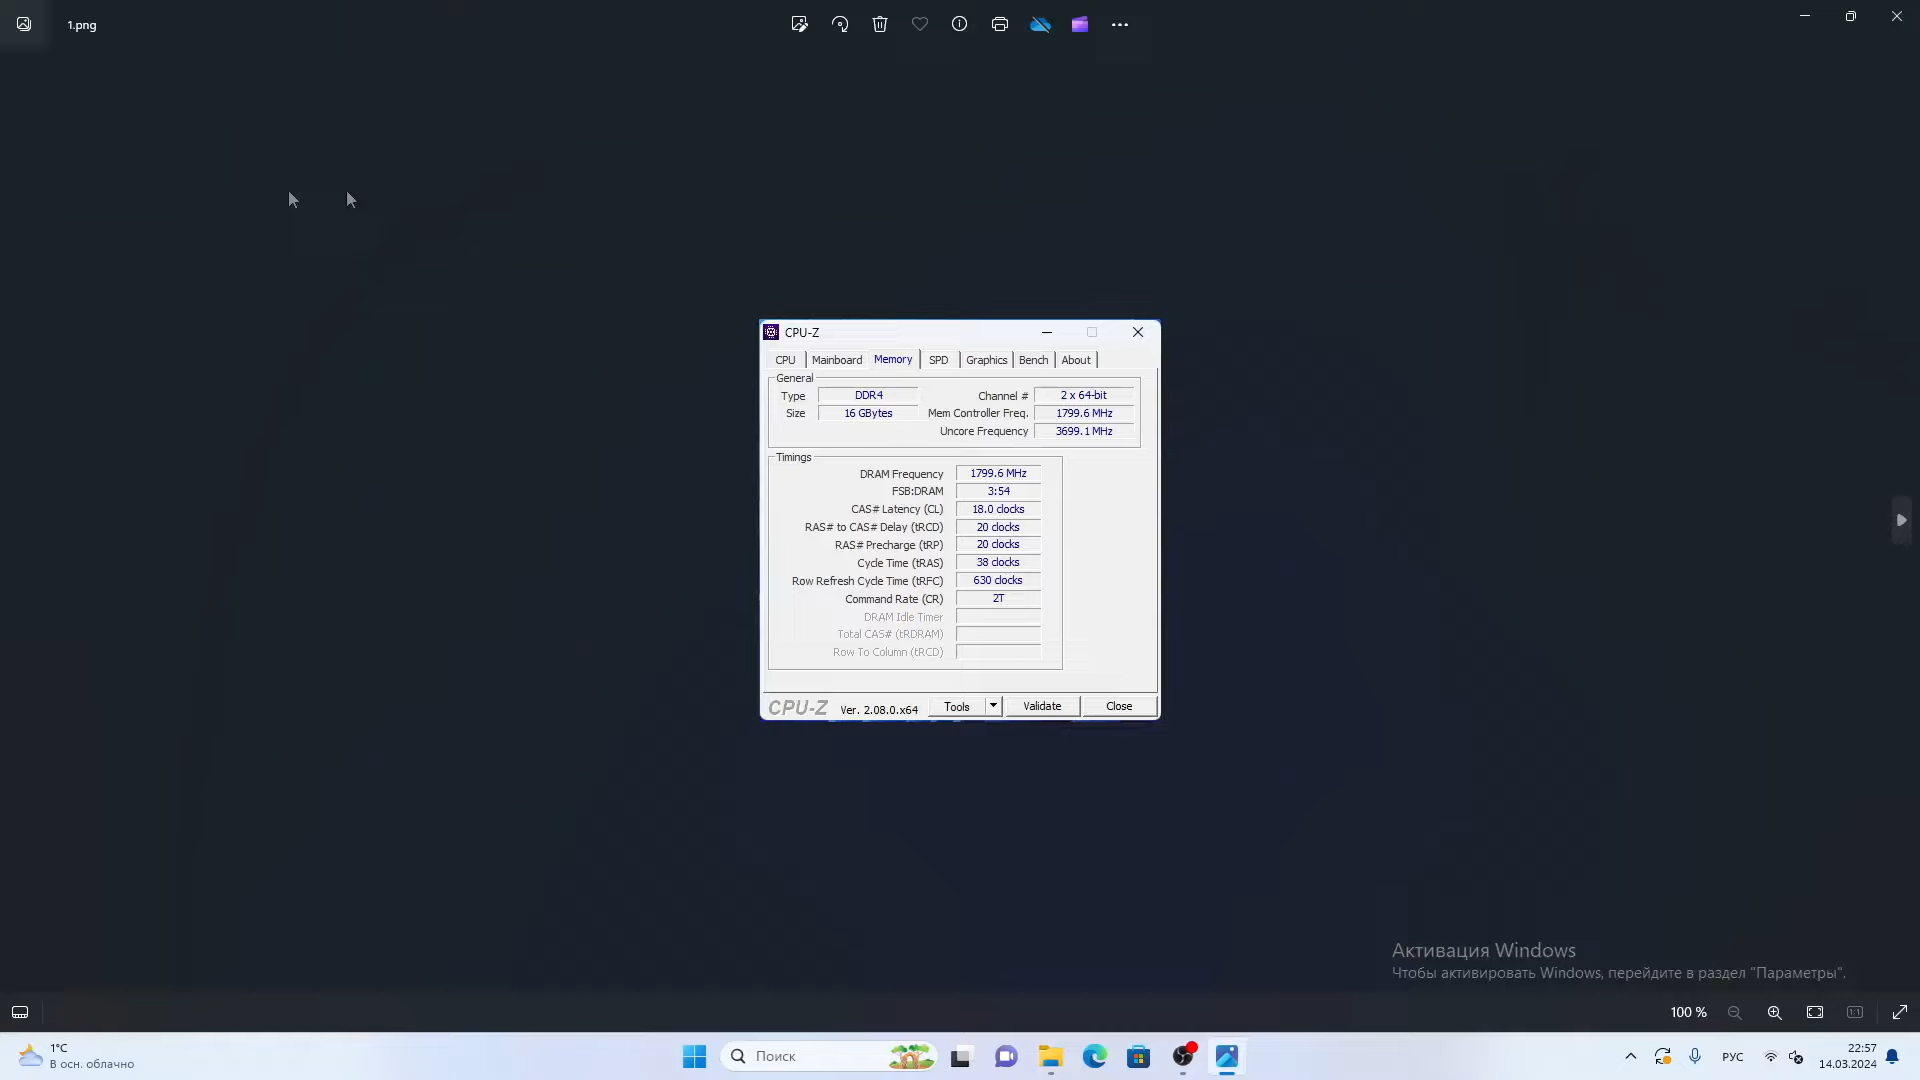 1.png
CPU-Z
CPU Mainboard Memory SPD Graphics Bench About
General
Type DDR4 Channel # 2 x 64-bit
Size 16 GBytes Mem Controller Freq. 1799.6 MHz
Uncore Frequency 3699.1 MHz
Timings
DRAM Frequency 1799.6 MHz
FSB:DRAM 3:54
CAS# Latency (CL) 18.0 clocks
RAS# to CAS# Delay (tRCD) 20 clocks
RAS# Precharge (tRP) 20 clocks
Cycle Time (tRAS) 38 clocks
Row Refresh Cycle Time (tRFC) 630 clocks
Command Rate (CR) 2T
DRAM Idle Timer
Total CAS# (tRDRAM)
Row To Column (tRCD)
CPU-Z Ver. 2.08.0.x64 Tools Validate Close
Активация Windows
Чтобы активировать Windows, перейдите в раздел "Параметры".
100 % 1:1
1°C
В осн. облачно
Поиск
РУС
22:57
14.03.2024